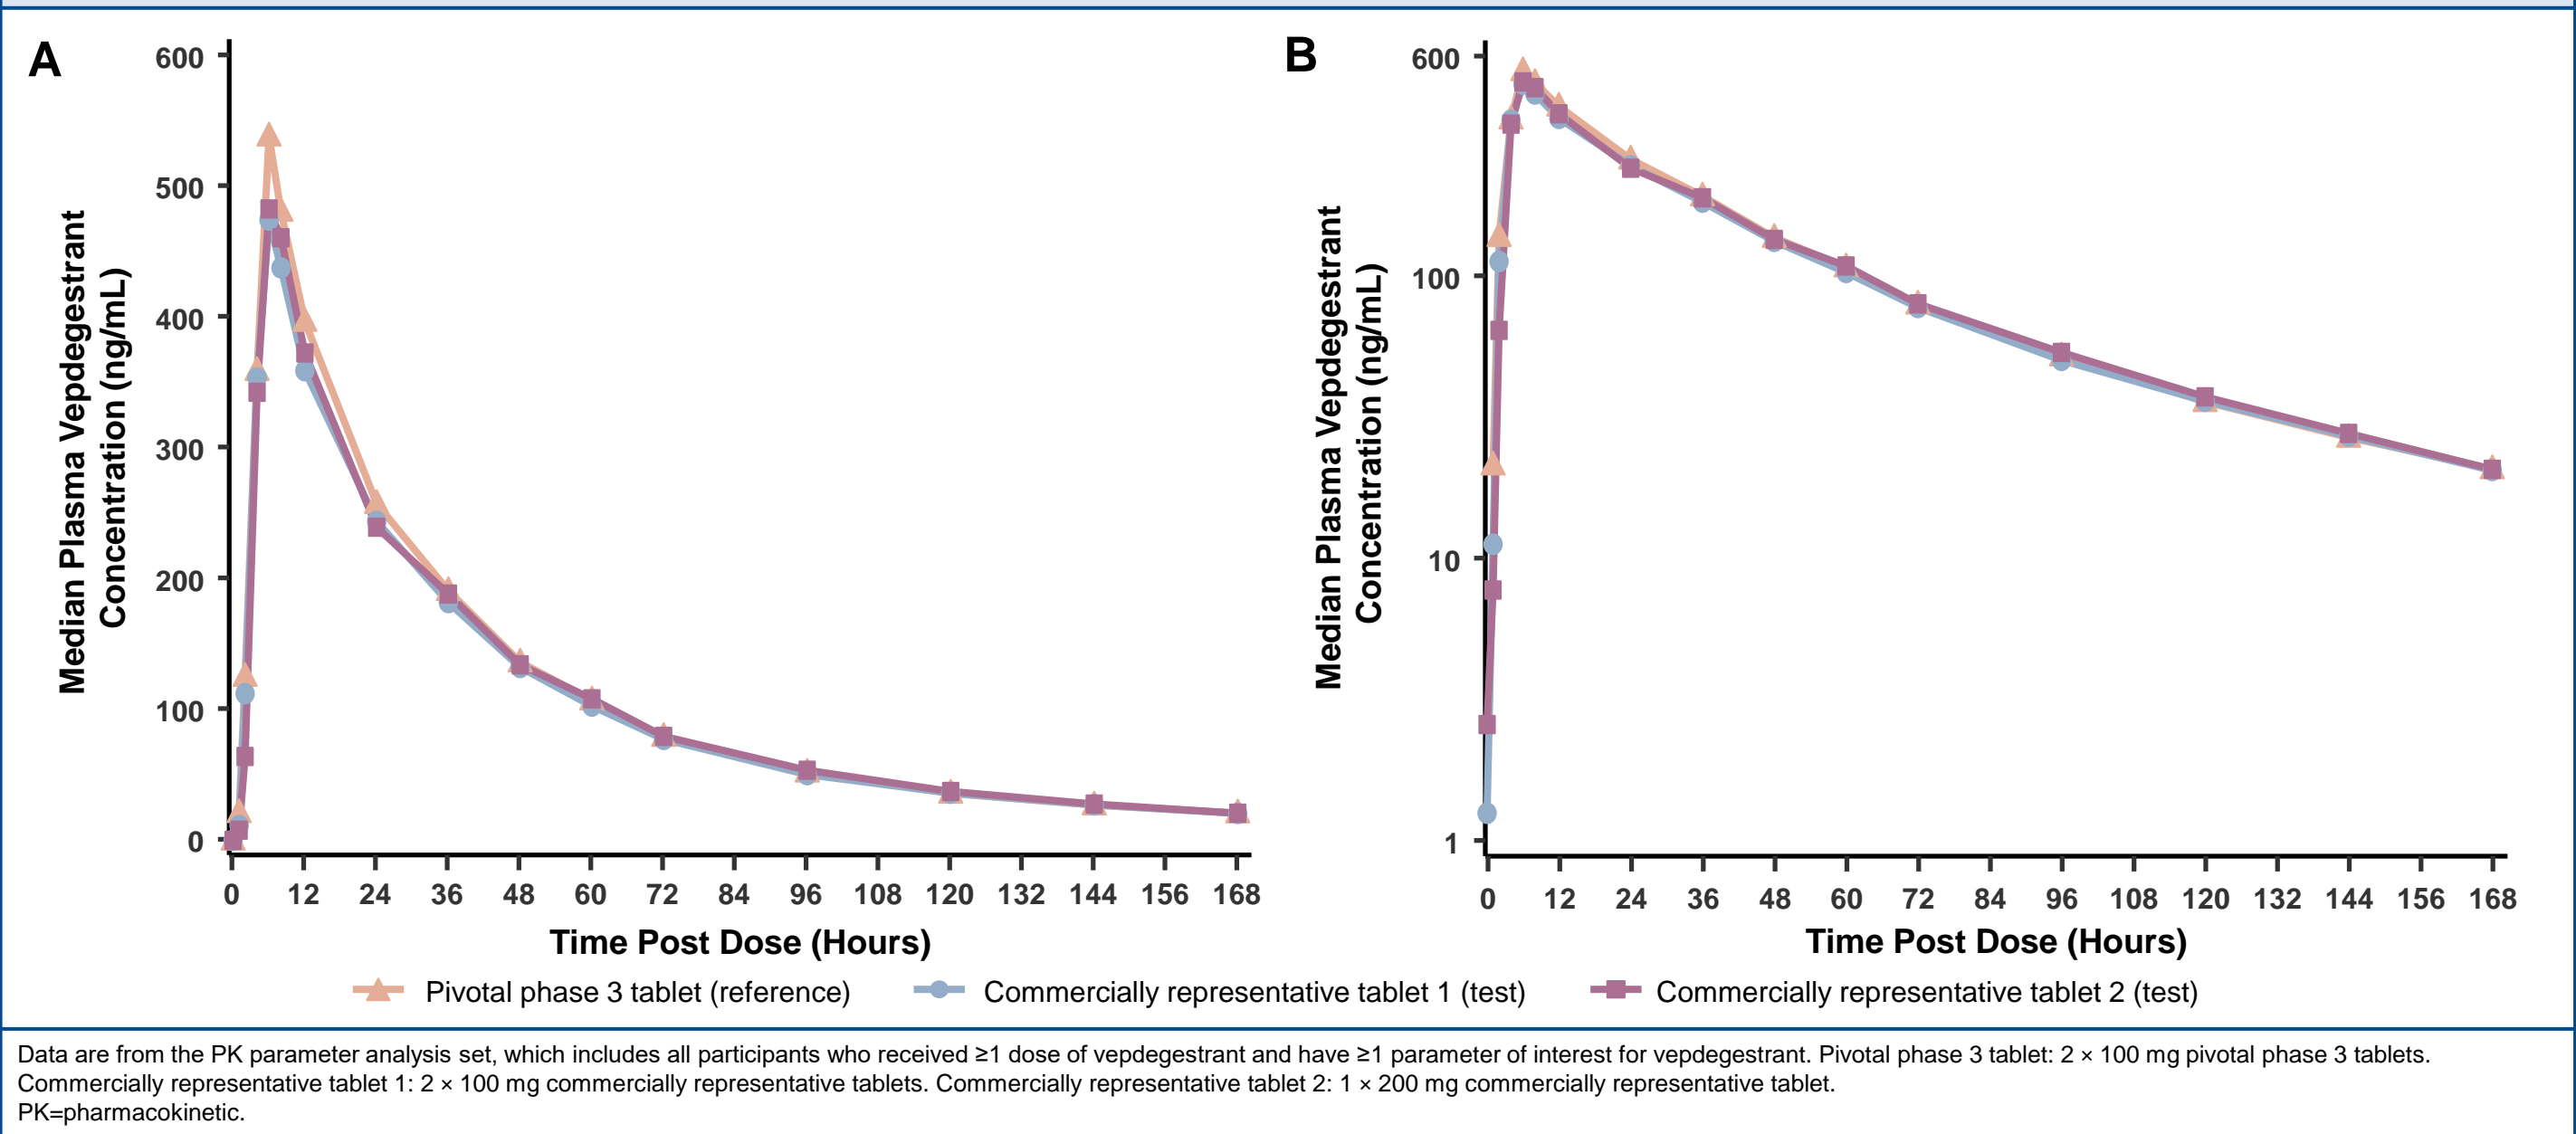 A
600
500
400
300
200
100
0
Median Plasma Vepdegestrant
Concentration (ng/mL)
0 12 24 36 48 60 72 84 96 108 120 132 144 156 168
Time Post Dose (Hours)
B
600
100
10
1
Median Plasma Vepdegestrant
Concentration (ng/mL)
0 12 24 36 48 60 72 84 96 108 120 132 144 156 168
Time Post Dose (Hours)
Pivotal phase 3 tablet (reference) Commercially representative tablet 1 (test) Commercially representative tablet 2 (test)
Data are from the PK parameter analysis set, which includes all participants who received ≥1 dose of vepdegestrant and have ≥1 parameter of interest for vepdegestrant. Pivotal phase 3 tablet: 2 × 100 mg pivotal phase 3 tablets.
Commercially representative tablet 1: 2 × 100 mg commercially representative tablets. Commercially representative tablet 2: 1 × 200 mg commercially representative tablet.
PK=pharmacokinetic.